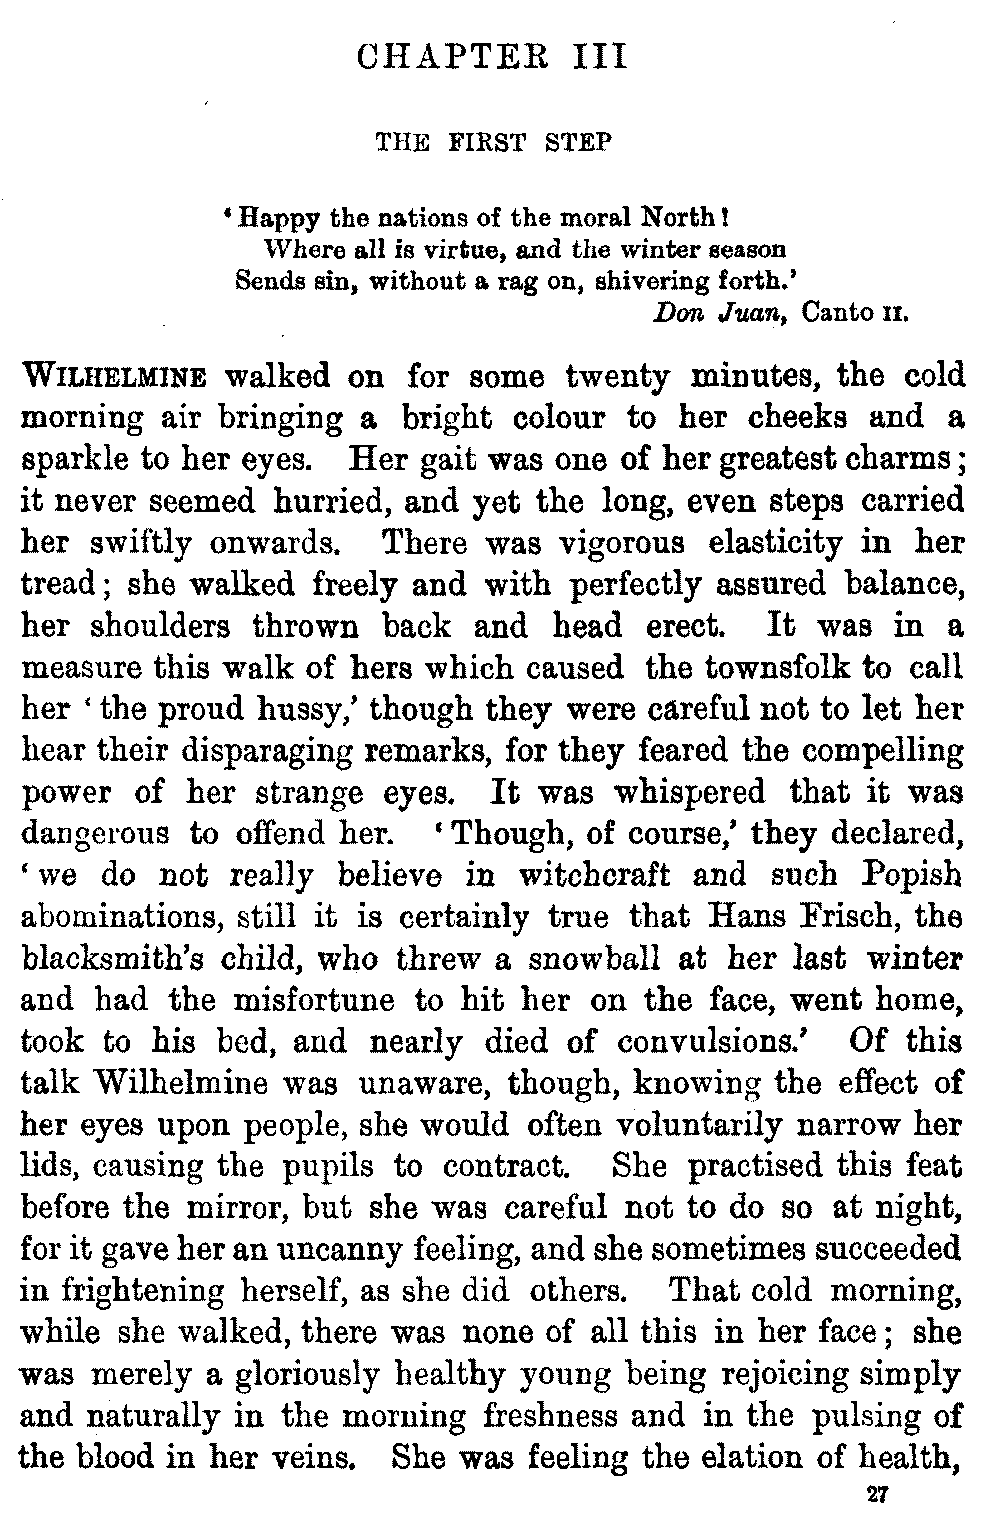 CHAPTER III
THE FIRST STEP
‘Happy the nations of the moral North!
Where all is virtue, and the winter season
Sends sin, without a rag on, shivering forth.’
Don Juan, Canto II.
WILHELMINE walked on for some twenty minutes, the cold
morning air bringing a bright colour to her cheeks and a
sparkle to her eyes. Her gait was one of her greatest charms;
it never seemed hurried, and yet the long, even steps carried
her swiftly onwards. There was vigorous elasticity in her
tread; she walked freely and with perfectly assured balance,
her shoulders thrown back and head erect. It was in a
measure this walk of hers which caused the townsfolk to call
her ‘the proud hussy,’ though they were careful not to let her
hear their disparaging remarks, for they feared the compelling
power of her strange eyes. It was whispered that it was
dangerous to offend her. ‘Though, of course,’ they declared,
‘we do not really believe in witchcraft and such Popish
abominations, still it is certainly true that Hans Frisch, the
blacksmith’s child, who threw a snowball at her last winter
and had the misfortune to hit her on the face, went home,
took to his bed, and nearly died of convulsions.’ Of this
talk Wilhelmine was unaware, though, knowing the effect of
her eyes upon people, she would often voluntarily narrow her
lids, causing the pupils to contract. She practised this feat
before the mirror, but she was careful not to do so at night,
for it gave her an uncanny feeling, and she sometimes succeeded
in frightening herself, as she did others. That cold morning,
while she walked, there was none of all this in her face; she
was merely a gloriously healthy young being rejoicing simply
and naturally in the morning freshness and in the pulsing of
the blood in her veins. She was feeling the elation of health,
27